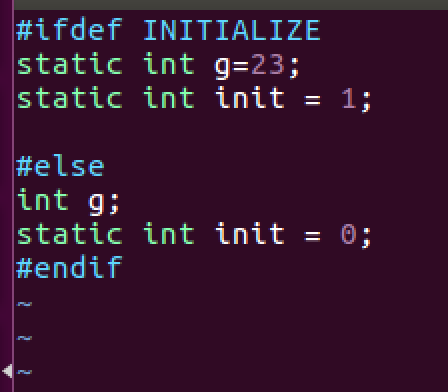 #ifdef INITIALIZE
static int g=23;
static int init = 1;

#else
int g;
static int init = 0;
#endif
~
~
~